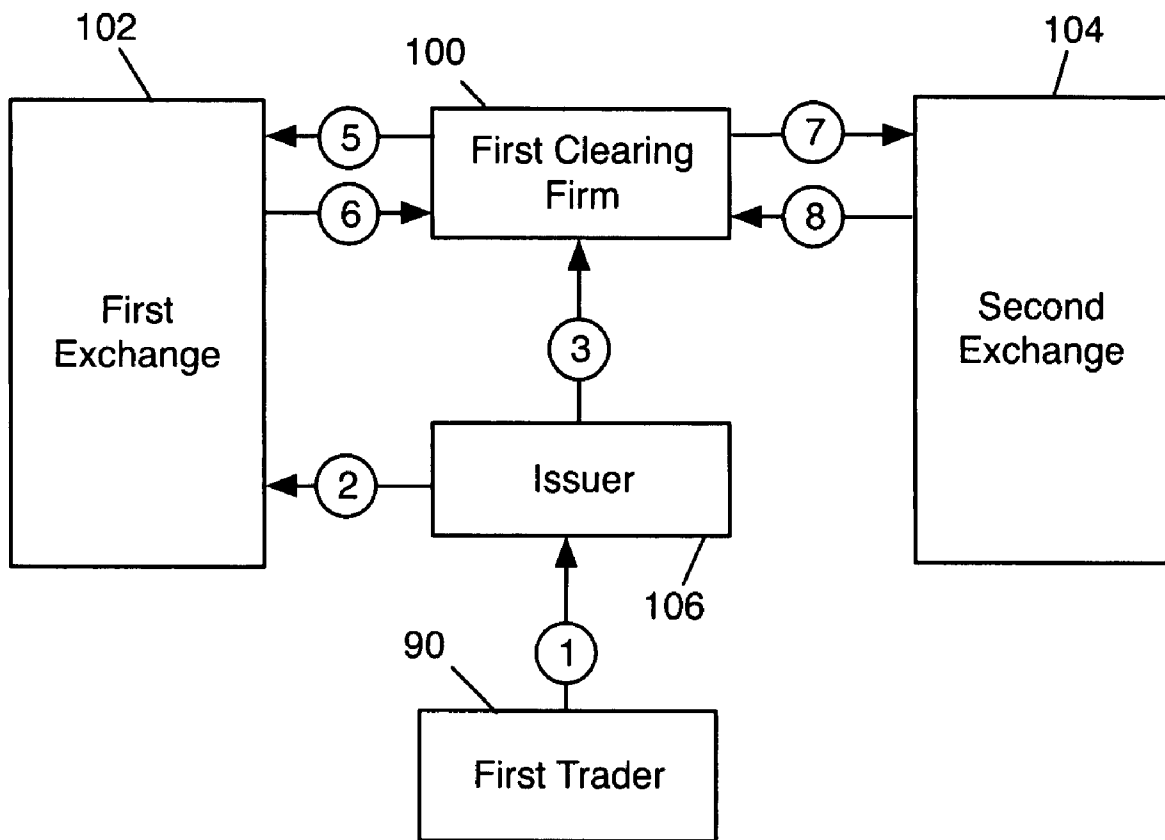 102
100
104
5
First Clearing
Firm
7
6
8
First
Exchange
3
Second
Exchange
2
Issuer
106
90
1
First Trader